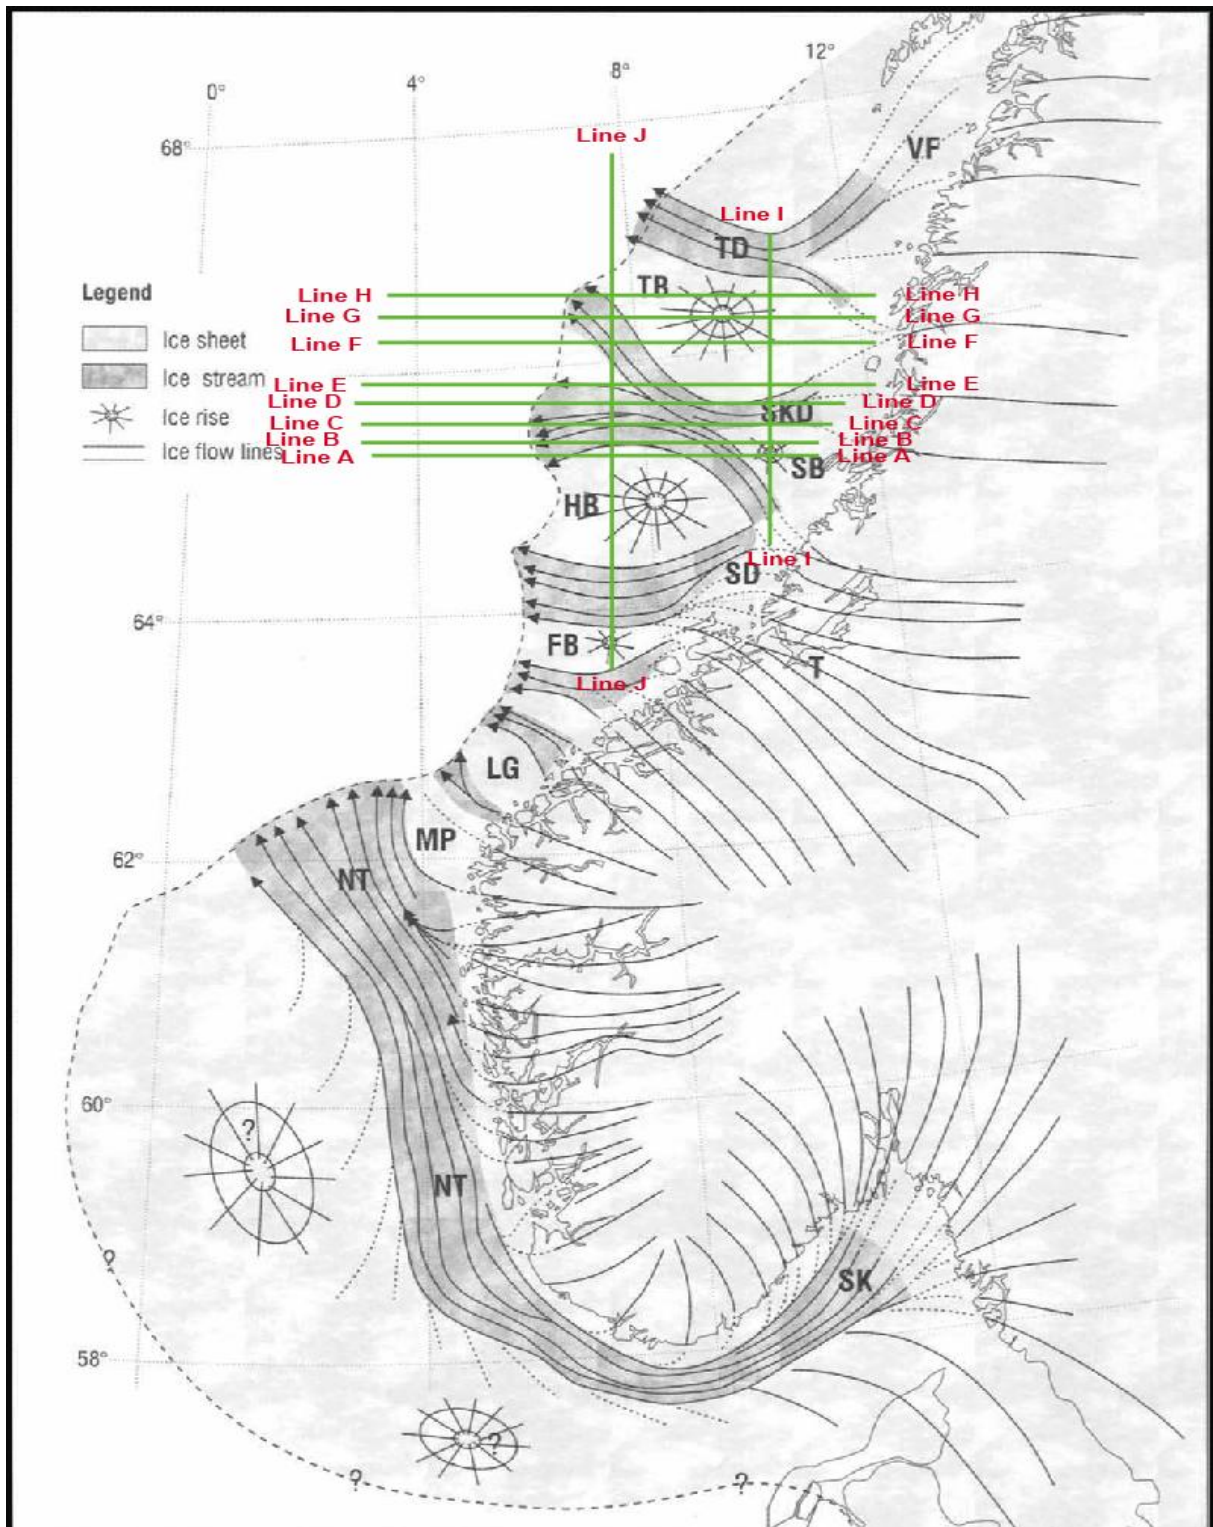 12°
8°
4°
0°
Line J
68°
VF
Line I
TD
Legend
TB
Line H
Line H
Line G
Line G
Ice sheet
Line F
Line F
Ice stream
Line E
Line E
Line D
Line D
Ice rise
SKD
Line C
Line C
Line B
Line B
Ice flow lines
Line A
Line A
SB
HB
Line I
SD
64°
FB
T
Line J
LG
MP
62°
NT
60°
?
NT
?
SK
58°
?
?
?